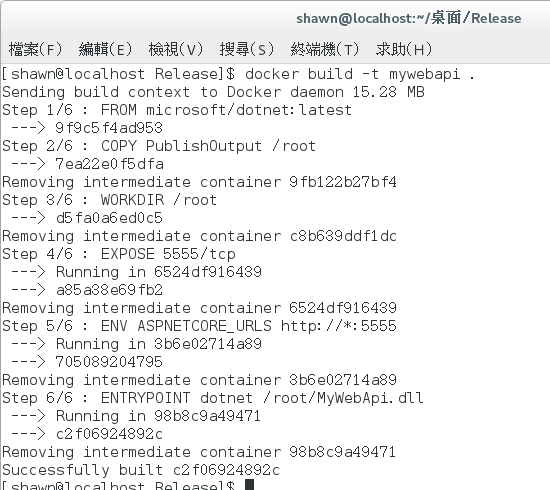 shawn@localhost:~/桌面/Release
檔案(F) 編輯(E) 檢視(V) 搜尋(S) 終端機(T) 求助(H)
[shawn@localhost Release]$ docker build -t mywebapi .
Sending build context to Docker daemon 15.28 MB
Step 1/6 : FROM microsoft/dotnet:latest
 ---> 9f9c5f4ad953
Step 2/6 : COPY PublishOutput /root
 ---> 7ea22e0f5dfa
Removing intermediate container 9fb122b27bf4
Step 3/6 : WORKDIR /root
 ---> d5fa0a6ed0c5
Removing intermediate container c8b639ddf1dc
Step 4/6 : EXPOSE 5555/tcp
 ---> Running in 6524df916439
 ---> a85a38e69fb2
Removing intermediate container 6524df916439
Step 5/6 : ENV ASPNETCORE_URLS http://*:5555
 ---> Running in 3b6e02714a89
 ---> 705089204795
Removing intermediate container 3b6e02714a89
Step 6/6 : ENTRYPOINT dotnet /root/MyWebApi.dll
 ---> Running in 98b8c9a49471
 ---> c2f06924892c
Removing intermediate container 98b8c9a49471
Successfully built c2f06924892c
[shawn@localhost Release]$